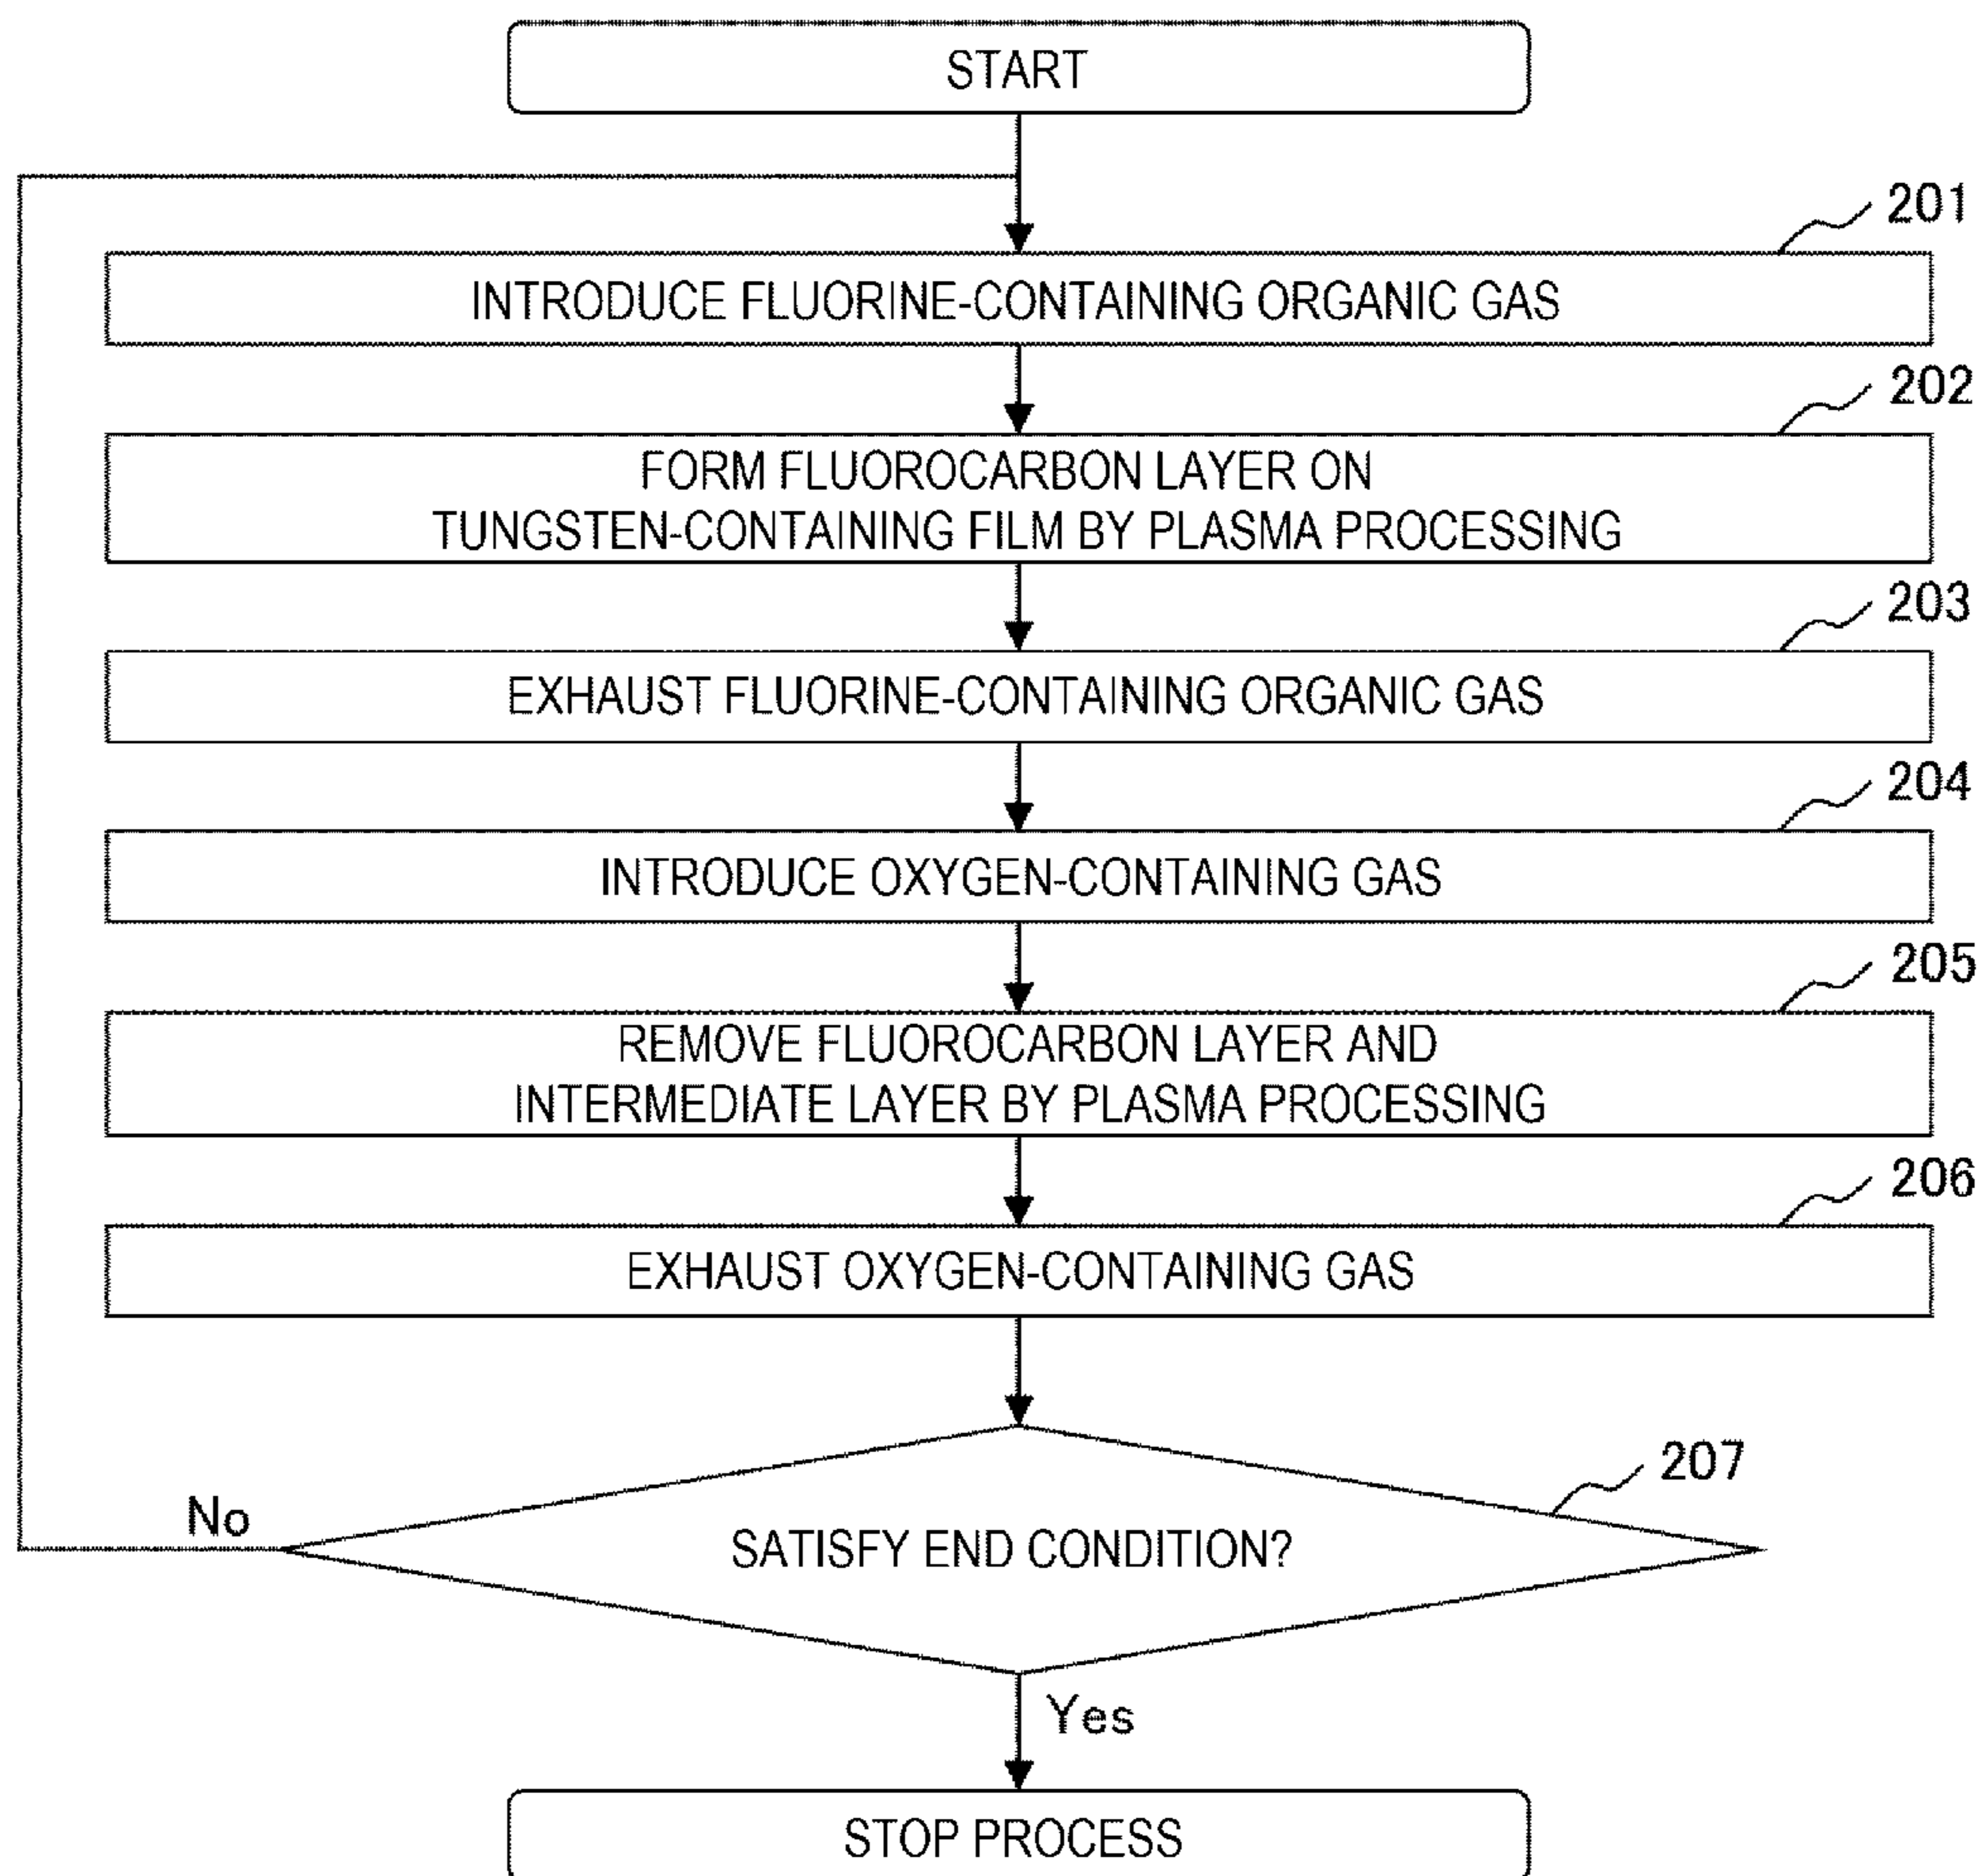 START
201
INTRODUCE FLUORINE-CONTAINING ORGANIC GAS
202
FORM FLUOROCARBON LAYER ON
TUNGSTEN-CONTAINING FILM BY PLASMA PROCESSING
203
EXHAUST FLUORINE-CONTAINING ORGANIC GAS
204
INTRODUCE OXYGEN-CONTAINING GAS
205
REMOVE FLUOROCARBON LAYER AND
INTERMEDIATE LAYER BY PLASMA PROCESSING
206
EXHAUST OXYGEN-CONTAINING GAS
207
No
SATISFY END CONDITION?
Yes
STOP PROCESS